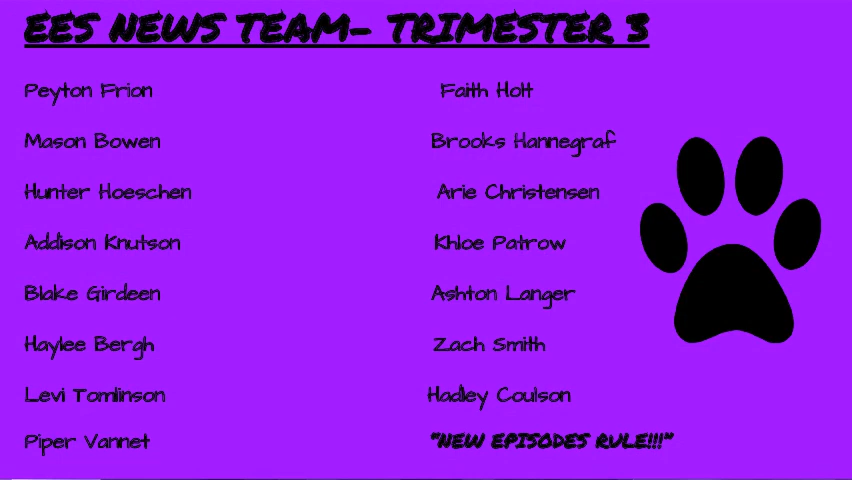 EES NEWS TEAM- TRIMESTER 3
Peyton Frion
Faith Holt
Mason Bowen
Brooks Hannegraf
Hunter Hoeschen
Arie Christensen
Addison Knutson
Khloe Patrow
Blake Girdeen
Ashton Langer
Haylee Bergh
Zach Smith
Levi Tomlinson
Hadley Coulson
Piper Vannet
"NEW EPISODES RULE!!!"